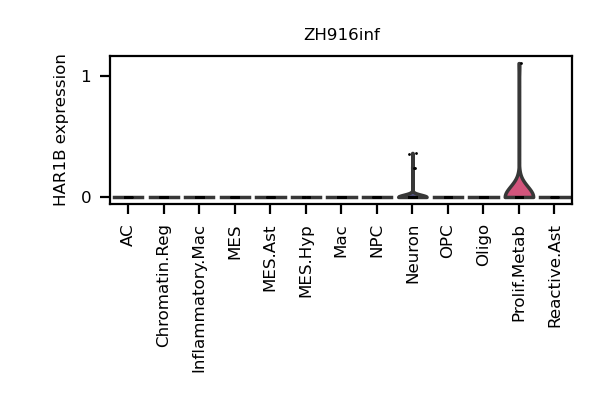 ZH916inf
HAR1B expression
1
0
AC
Chromatin.Reg
Inflammatory.Mac
MES
MES.Ast
MES.Hyp
Mac
NPC
Neuron
OPC
Oligo
Prolif.Metab
Reactive.Ast